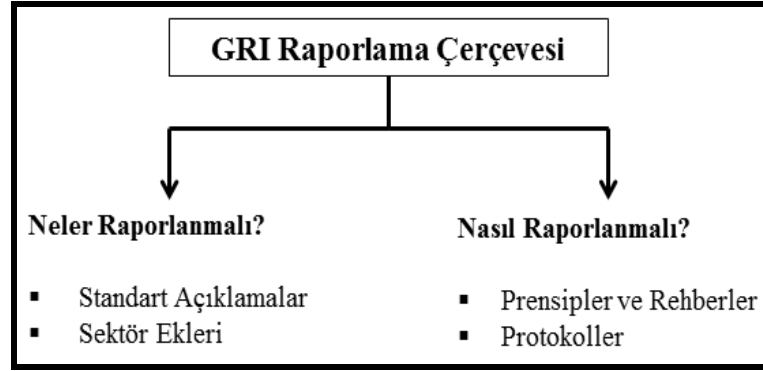 GRI Raporlama Çerçevesi
Neler Raporlanmalı?
▪ Standart Açıklamalar
▪ Sektör Ekleri
Nasıl Raporlanmalı?
▪ Prensipler ve Rehberler
▪ Protokoller